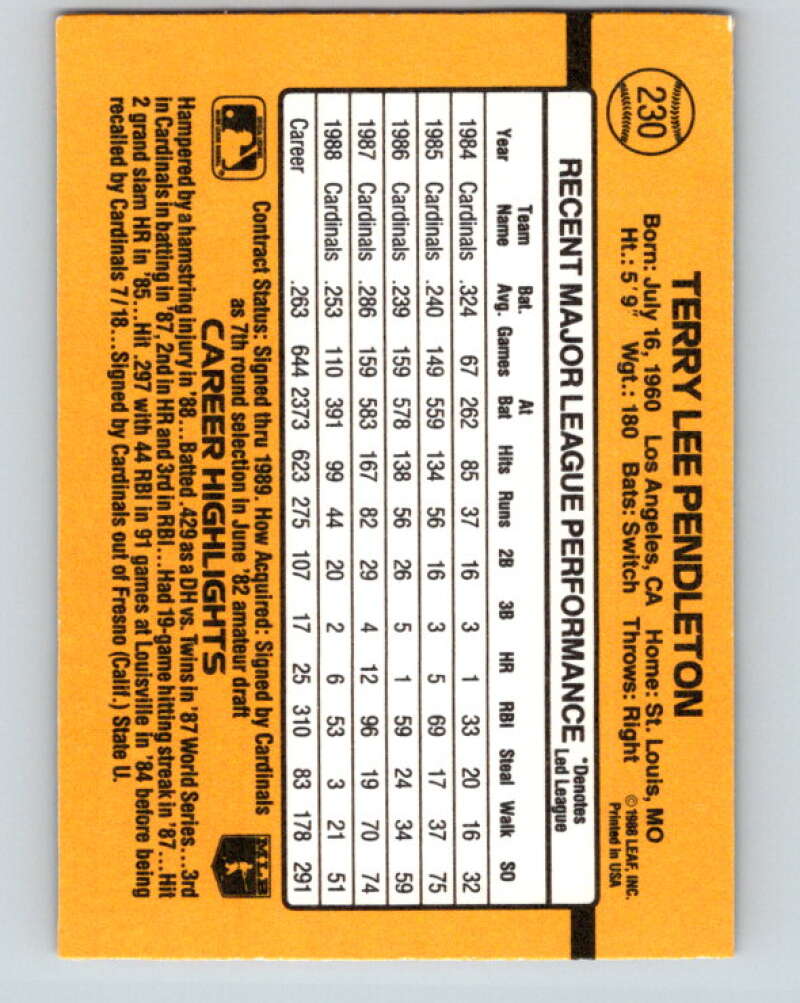 230
TERRY LEE PENDLETON
Born: July 16, 1960 Los Angeles, CA Home: St. Louis, MO
Ht.: 5'9" Wgt.: 180 Bats: Switch Throws: Right
© 1988 LEAF, INC.
Printed in USA
RECENT MAJOR LEAGUE PERFORMANCE *Denotes Led League
Year Team Name Bat. Avg. Games At Bat Hits Runs 2B 3B HR RBI Steal Walk SO
1984 Cardinals .324 67 262 85 37 16 3 1 33 20 16 32
1985 Cardinals .240 149 559 134 56 16 3 5 69 17 37 75
1986 Cardinals .239 159 578 138 56 26 5 1 59 24 34 59
1987 Cardinals .286 159 583 167 82 29 4 12 96 19 70 74
1988 Cardinals .253 110 391 99 44 20 2 6 53 3 21 51
Career .263 644 2373 623 275 107 17 25 310 83 178 291
Contract Status: Signed thru 1989. How Acquired: Signed by Cardinals
as 7th round selection in June '82 amateur draft
CAREER HIGHLIGHTS
Hampered by a hamstring injury in '88...Batted .429 as a DH vs. Twins in '87 World Series...3rd
in Cardinals in batting in '87, 2nd in HR and 3rd in RBI...Had 19-game hitting streak in '87...Hit
2 grand slam HR in '85...Hit .297 with 44 RBI in 91 games at Louisville in '84 before being
recalled by Cardinals 7/18...Signed by Cardinals out of Fresno (Calif.) State U.
MLB